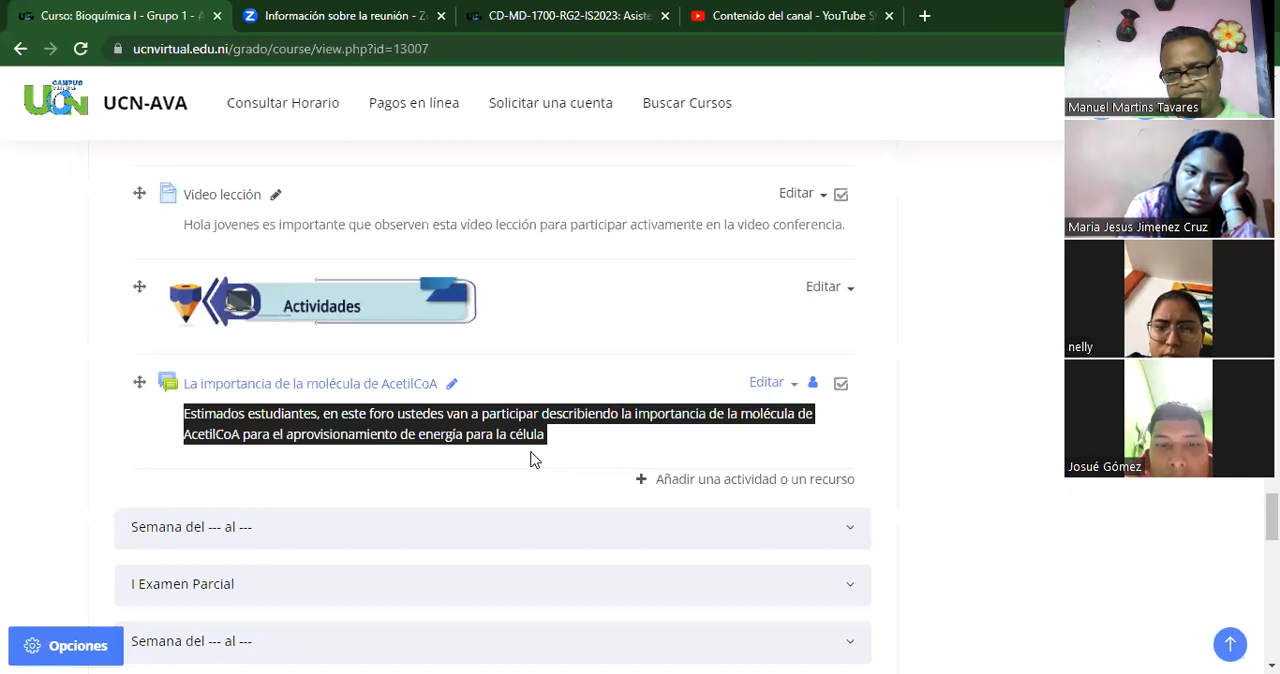 Curso: Bioquímica I - Grupo 1 - A
Información sobre la reunión - Zo
CD-MD-1700-RG2-IS2023: Asiste
Contenido del canal - YouTube S
ucnvirtual.edu.ni/grado/course/view.php?id=13007
CAMPUS
UCN
UCN-AVA
Consultar Horario
Pagos en línea
Solicitar una cuenta
Buscar Cursos
Video lección
Editar
Hola jovenes es importante que observen esta vídeo lección para participar activamente en la video conferencia.
Actividades
Editar
La importancia de la molécula de AcetilCoA
Editar
Estimados estudiantes, en este foro ustedes van a participar describiendo la importancia de la molécula de
AcetilCoA para el aprovisionamiento de energía para la célula
Añadir una actividad o un recurso
Semana del --- al ---
I Examen Parcial
Semana del --- al ---
Opciones
Manuel Martins Tavares
Maria Jesus Jimenez Cruz
nelly
Josué Gómez